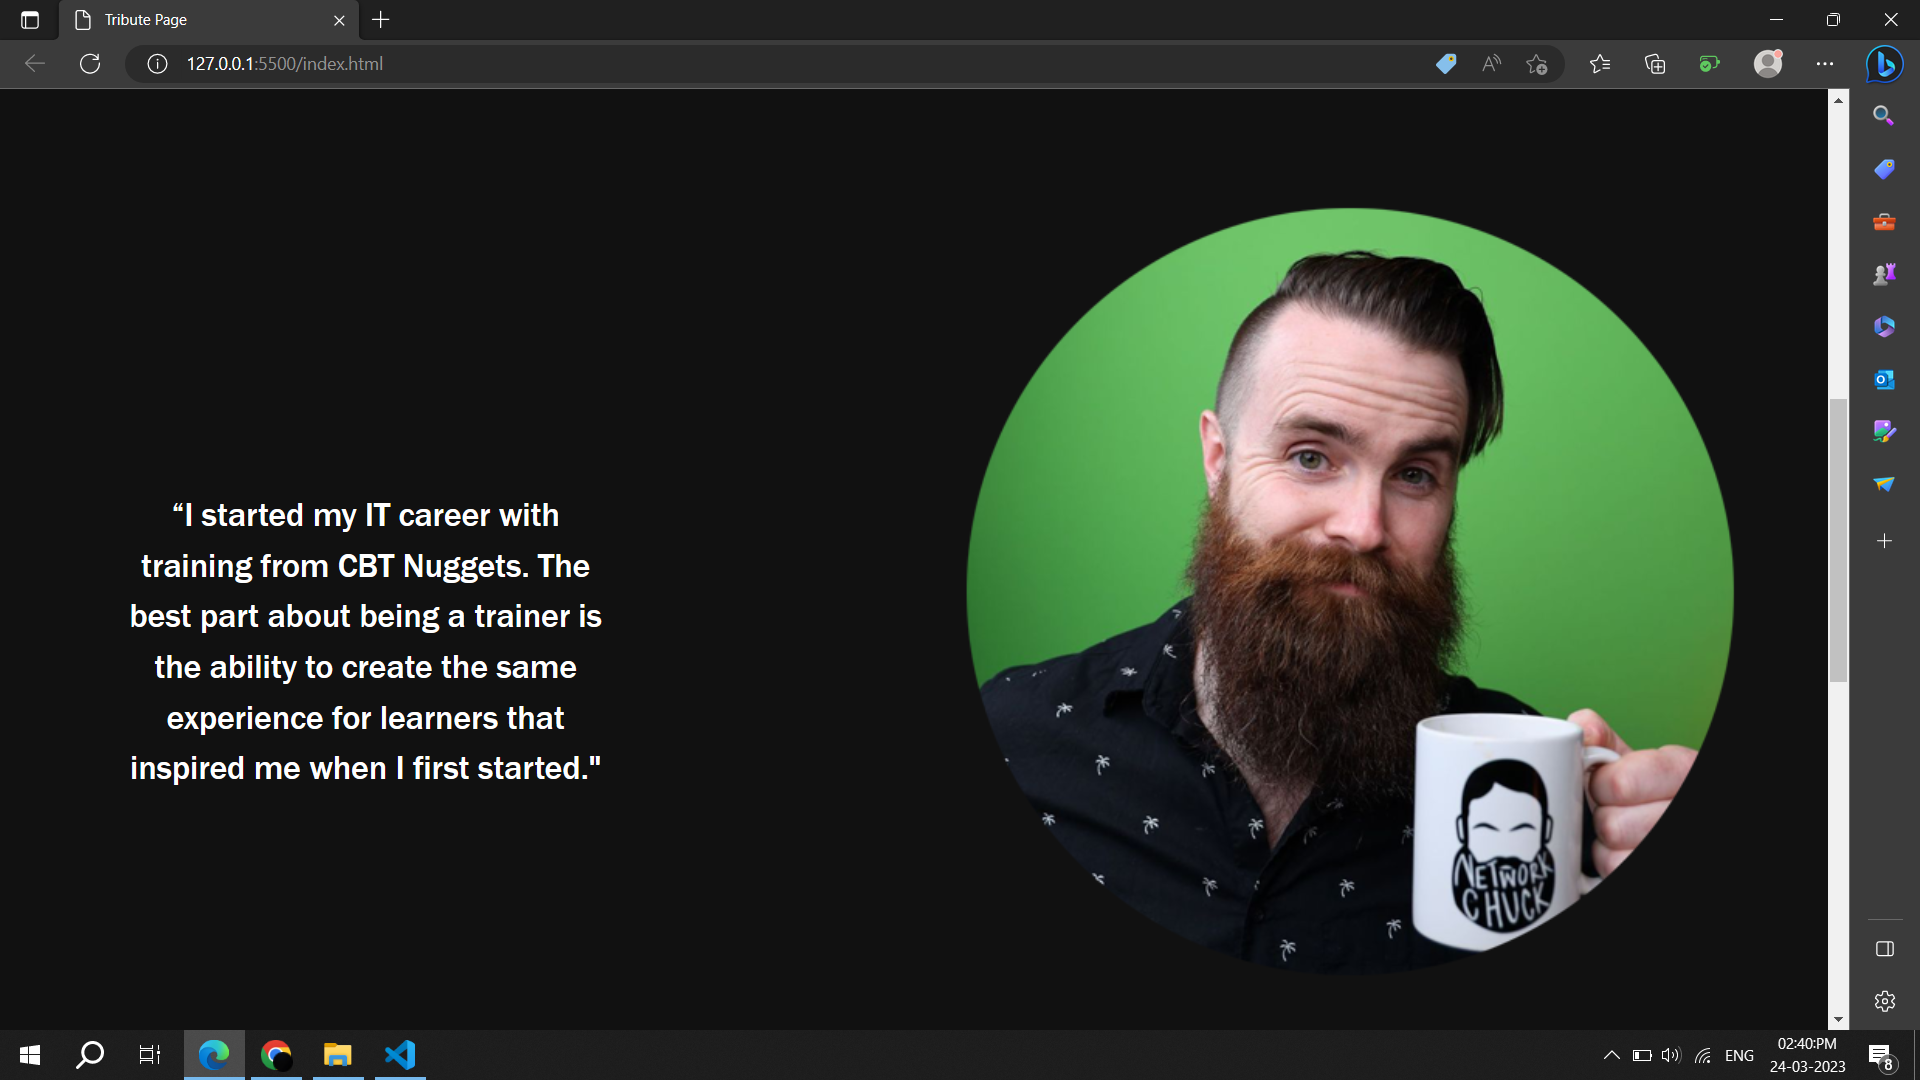 Tribute Page
127.0.0.1:5500/index.html
“I started my IT career with
training from CBT Nuggets. The
best part about being a trainer is
the ability to create the same
experience for learners that
inspired me when I first started."
NETWORK
CHUCK
ENG
02:40:PM
24-03-2023
8